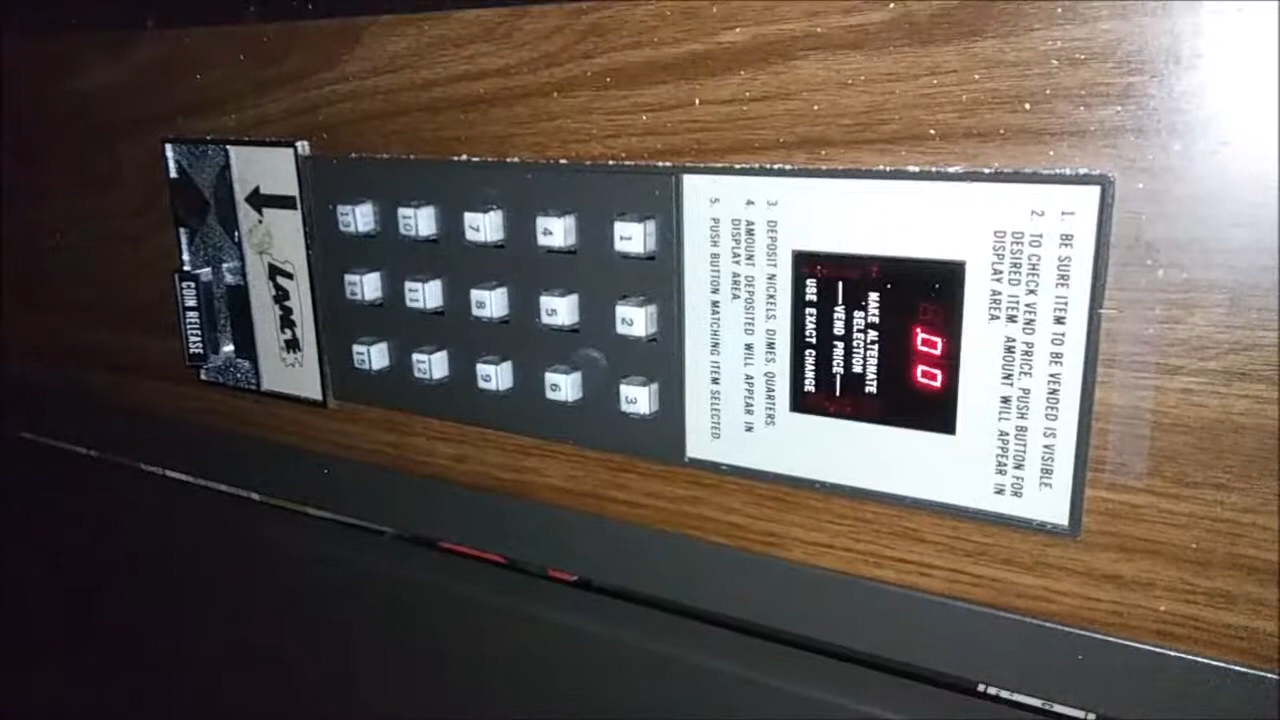 1. BE SURE ITEM TO BE VENDED IS VISIBLE.
2. TO CHECK VEND PRICE, PUSH BUTTON FOR
DESIRED ITEM. AMOUNT WILL APPEAR IN
DISPLAY AREA.
.00
MAKE ALTERNATE
SELECTION
VEND PRICE
USE EXACT CHANGE
3. DEPOSIT NICKELS, DIMES, QUARTERS.
4. AMOUNT DEPOSITED WILL APPEAR IN
DISPLAY AREA.
5. PUSH BUTTON MATCHING ITEM SELECTED.
1 2 3
4 5 6
7 8 9
10 11 12
13 14 15
LANCE
COIN RELEASE